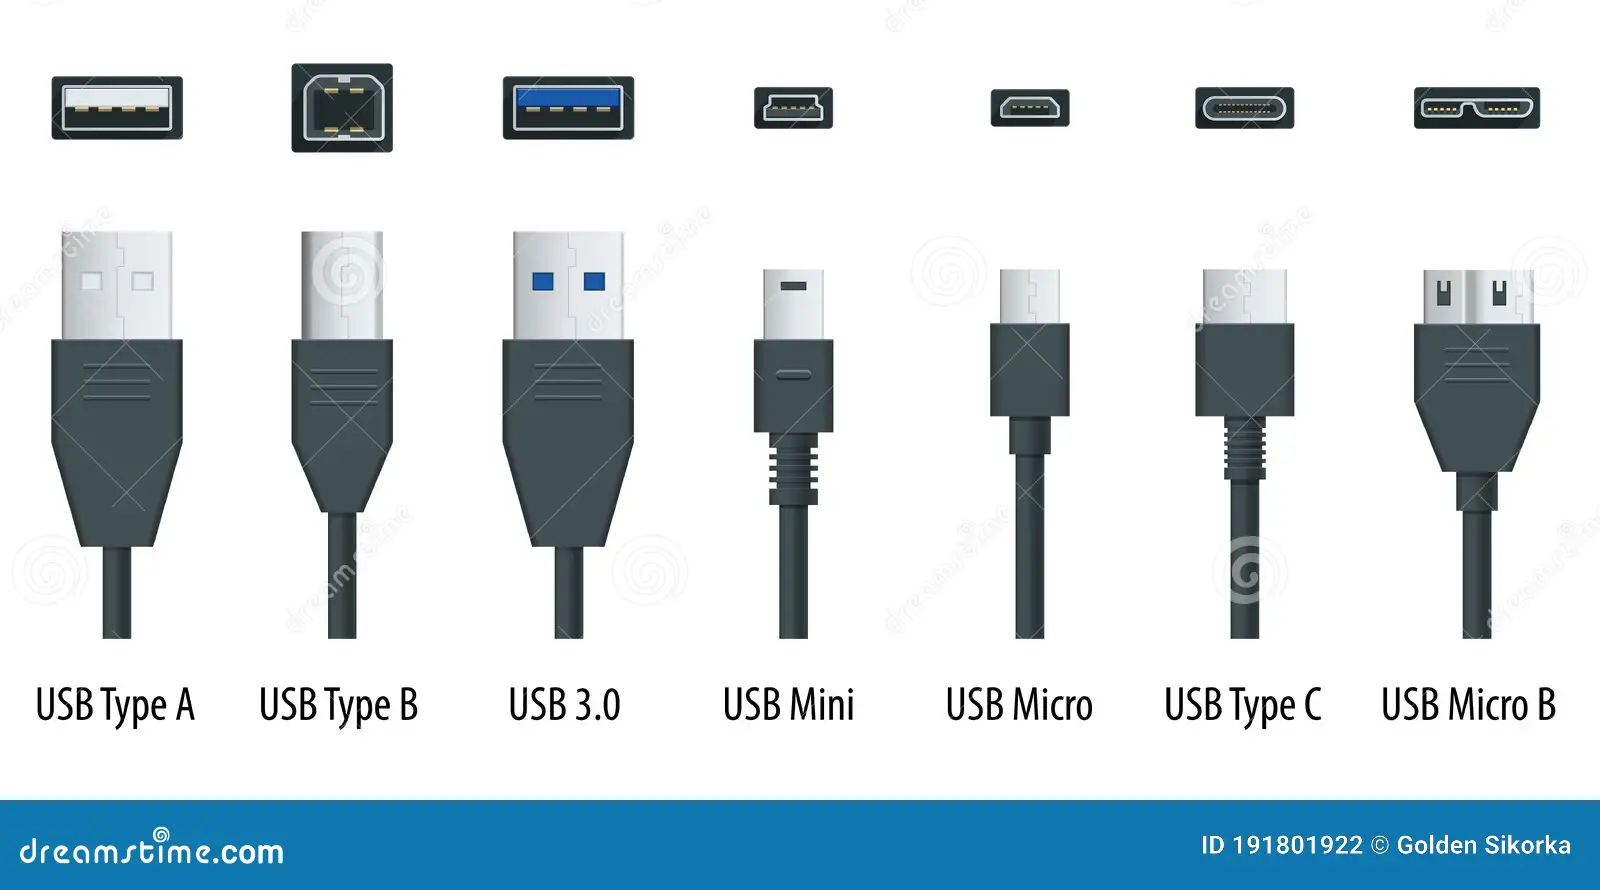 USB Type A
USB Type B
USB 3.0
USB Mini
USB Micro
USB Type C
USB Micro B
dreamstime.com
ID 191801922 © Golden Sikorka